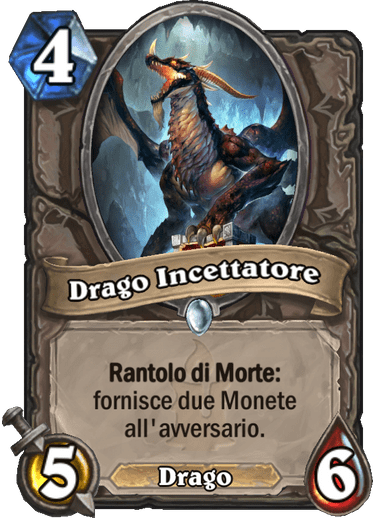 4
Drago Incettatore
Rantolo di Morte:
fornisce due Monete
all'avversario.
5
Drago
6